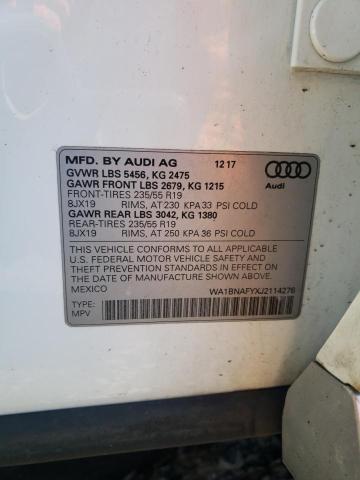 MFD. BY AUDI AG 12 17
GVWR LBS 5456, KG 2475
GAWR FRONT LBS 2679, KG 1215
FRONT-TIRES 235/55 R19
8JX19 RIMS, AT 230 KPA 33 PSI COLD
GAWR REAR LBS 3042, KG 1380
REAR-TIRES 235/55 R19
8JX19 RIMS, AT 250 KPA 36 PSI COLD
Audi
THIS VEHICLE CONFORMS TO ALL APPLICABLE
U.S. FEDERAL MOTOR VEHICLE SAFETY AND
THEFT PREVENTION STANDARDS IN EFFECT ON
THE DATE OF MANUFACTURE SHOWN ABOVE.
MEXICO WA1BNAFYXJ2114276
TYPE:
MPV